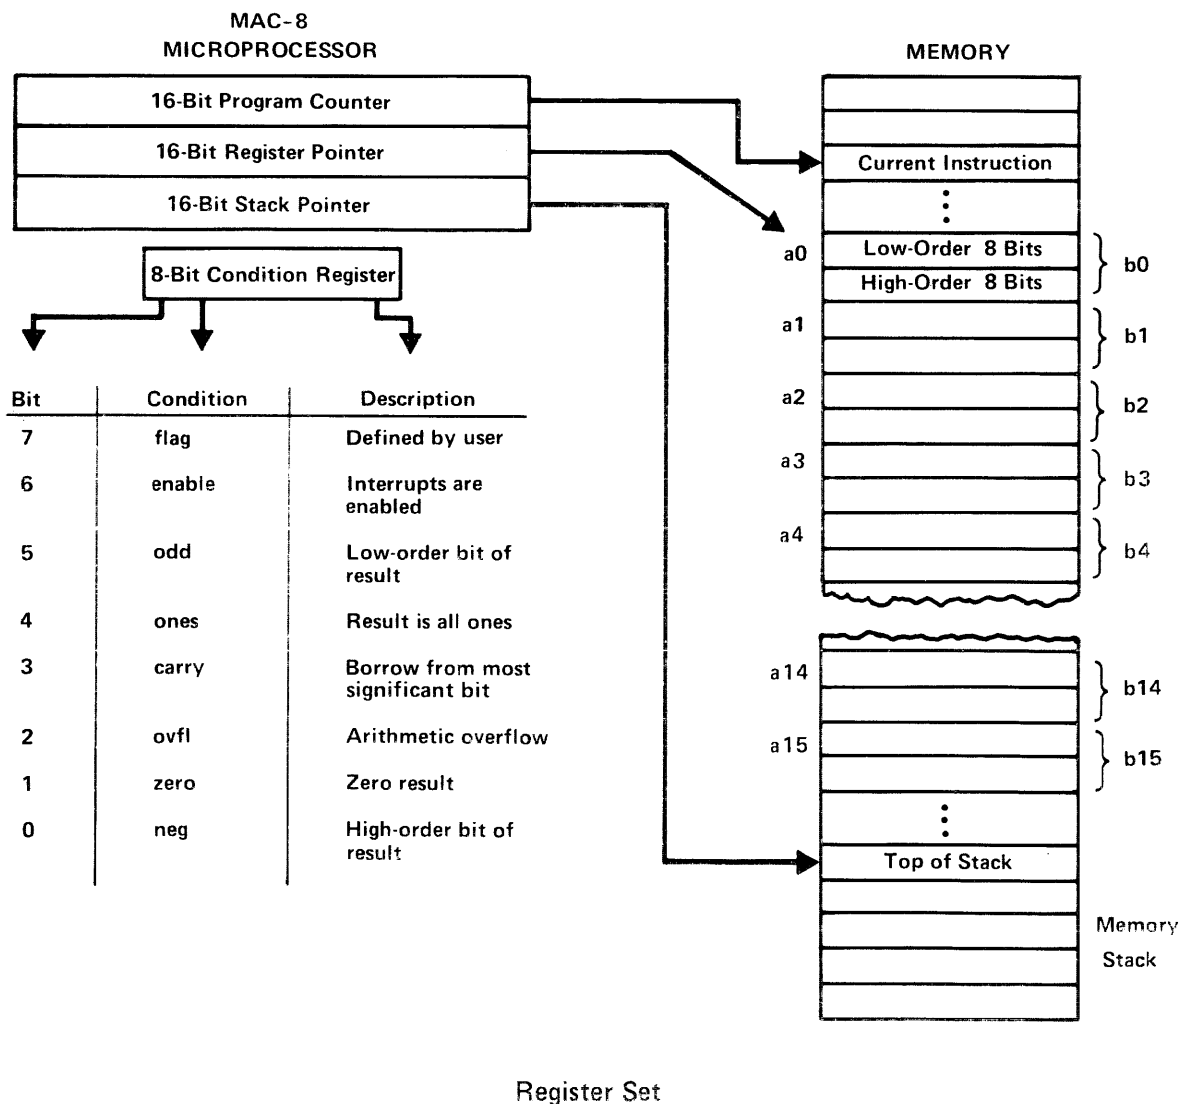 MAC-8
MICROPROCESSOR
16-Bit Program Counter
16-Bit Register Pointer
16-Bit Stack Pointer
8-Bit Condition Register
Bit Condition Description
7 flag Defined by user
6 enable Interrupts are
enabled
5 odd Low-order bit of
result
4 ones Result is all ones
3 carry Borrow from most
significant bit
2 ovfl Arithmetic overflow
1 zero Zero result
0 neg High-order bit of
result
MEMORY
Current Instruction
a0 Low-Order 8 Bits b0
High-Order 8 Bits
a1 b1
a2 b2
a3 b3
a4 b4
a14 b14
a15 b15
Top of Stack
Memory
Stack
Register Set